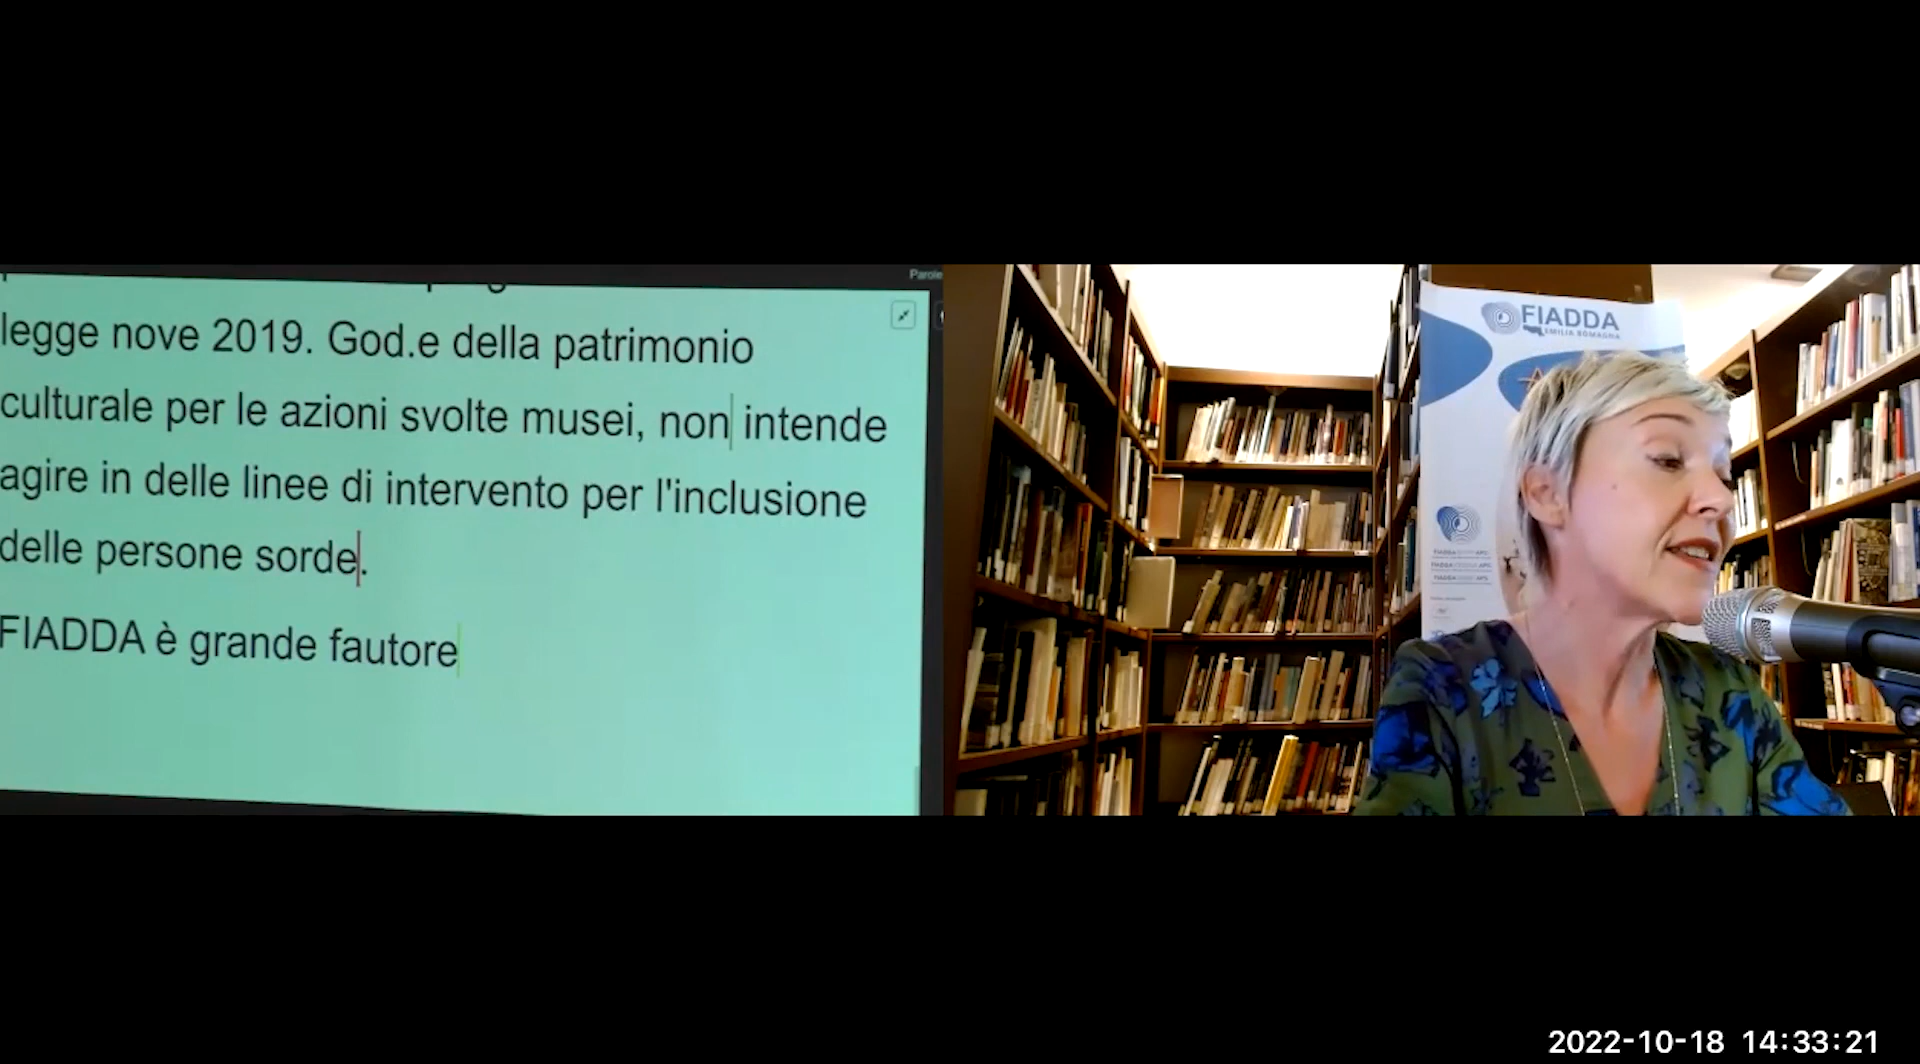 Parole
legge nove 2019. God.e della patrimonio
culturale per le azioni svolte musei, non intende
agire in delle linee di intervento per l'inclusione
delle persone sorde.
FIADDA è grande fautore
FIADDA
EMILIA ROMAGNA
2022-10-18 14:33:21